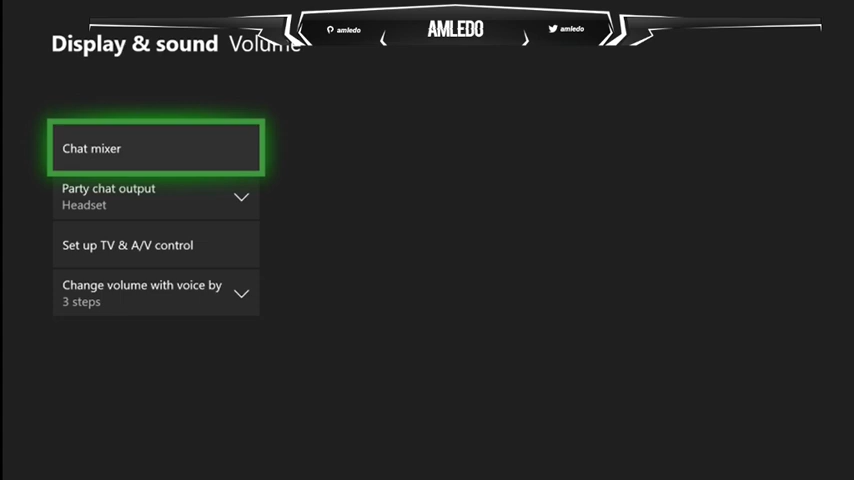 AMLEDO
amledo
amledo
Display & sound Volume
Chat mixer
Party chat output
Headset
Set up TV & A/V control
Change volume with voice by
3 steps